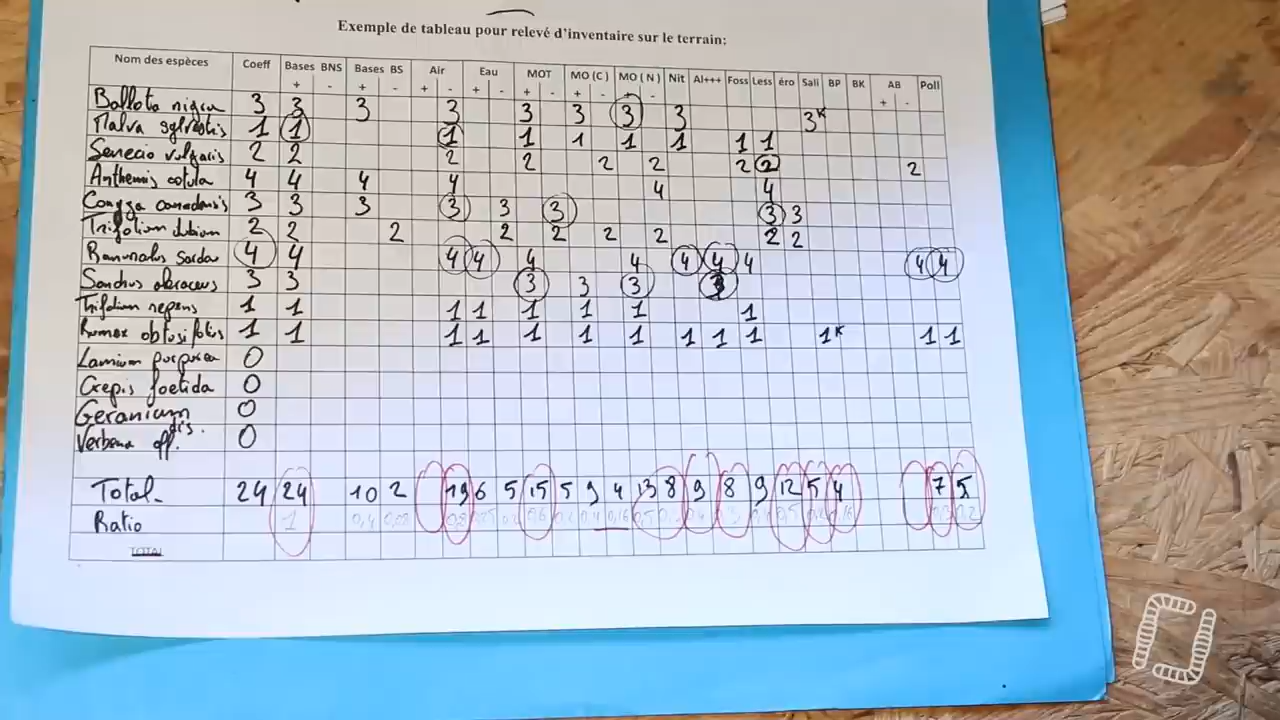 Exemple de tableau pour relevé d'inventaire sur le terrain:
Nom des espèces Coeff Bases BNS Bases BS Air Eau MOT MO (C) MO (N) Nit Al+++ Foss Less éro Sali BP BK AB Poll
+ - + - + - + - + - + - + - + -
Ballota nigra 3 3 3 3 3 3 3 3 3*
Malva sylvestris 1 1 1 1 1 1 1 1 1
Senecio vulgaris 2 2 2 2 2 2 2 2 2
Anthemis cotula 4 4 4 4 4 4
Conyza canadensis 3 3 3 3 3 3 3 3
Trifolium dubium 2 2 2 2 2 2 2 2 2
Ranunculus sardo 4 4 4 4 4 4 4 4 4 4 4
Sonchus oleraceus 3 3 3 3 3 3
Trifolium repens 1 1 1 1 1 1 1 1
Rumex obtusifolius 1 1 1 1 1 1 1 1 1 1 1* 1 1
Lamium purpurea 0
Crepis foetida 0
Geranium dis. 0
Verbena off. 0
Total 24 24 10 2 19 6 5 15 5 9 4 13 8 9 8 9 12 5 4 7 5
Ratio 1
TOTAL